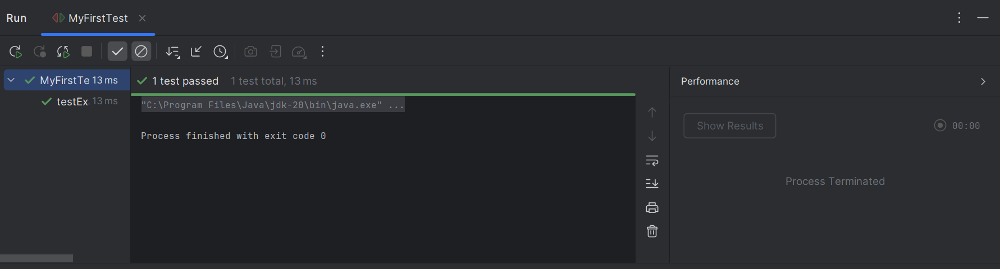 Run
MyFirstTest
MyFirstTe 13 ms
testExa 13 ms
1 test passed 1 test total, 13 ms
"C:\Program Files\Java\jdk-20\bin\java.exe" ...
Process finished with exit code 0
Performance
Show Results
00:00
Process Terminated